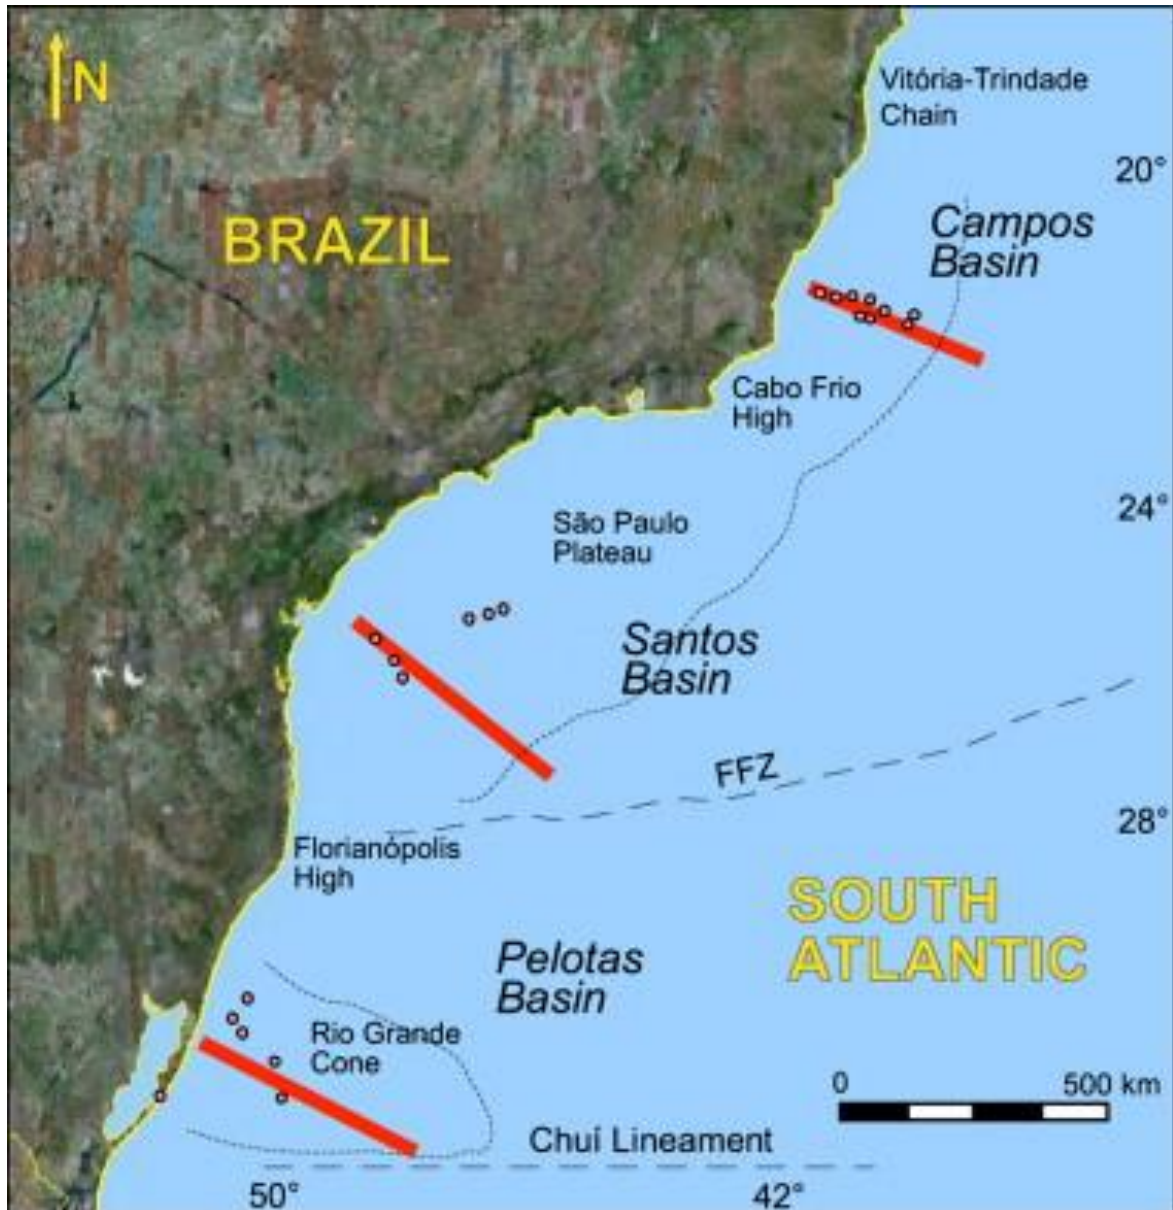 N
Vitória-Trindade
Chain
20°
BRAZIL
Campos
Basin
Cabo Frio
High
24°
São Paulo
Plateau
Santos
Basin
FFZ
28°
Florianópolis
High
SOUTH
ATLANTIC
Pelotas
Basin
Rio Grande
Cone
0 500 km
Chuí Lineament
50° 42°